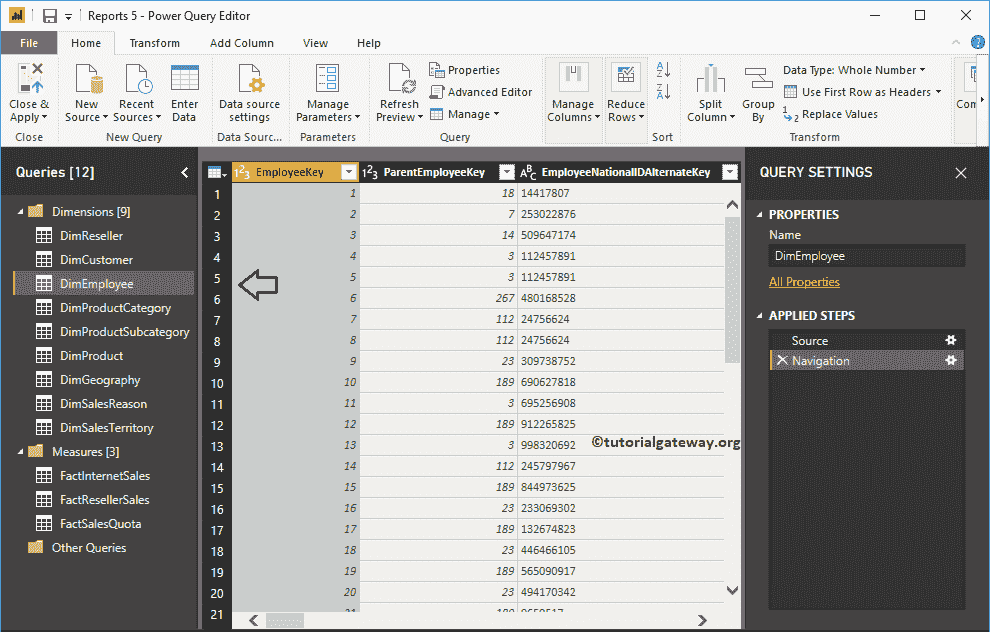 Reports 5 - Power Query Editor
File Home Transform Add Column View Help
Close & Apply
New Source
Recent Sources
Enter Data
Data source settings
Manage Parameters
Refresh Preview
Properties
Advanced Editor
Manage
Manage Columns
Reduce Rows
Split Column
Group By
Data Type: Whole Number
Use First Row as Headers
Replace Values
Com
Close New Query Data Sourc... Parameters Query Sort Transform
Queries [12]
Dimensions [9]
DimReseller
DimCustomer
DimEmployee
DimProductCategory
DimProductSubcategory
DimProduct
DimGeography
DimSalesReason
DimSalesTerritory
Measures [3]
FactInternetSales
FactResellerSales
FactSalesQuota
Other Queries
EmployeeKey ParentEmployeeKey EmployeeNationalIDAlternateKey
1 1 18 14417807
2 2 7 253022876
3 3 14 509647174
4 4 3 112457891
5 5 3 112457891
6 6 267 480168528
7 7 112 24756624
8 8 112 24756624
9 9 23 309738752
10 10 189 690627818
11 11 3 695256908
12 12 189 912265825
13 13 3 998320692
14 14 112 245797967
15 15 189 844973625
16 16 23 233069302
17 17 189 132674823
18 18 23 446466105
19 19 189 565090917
20 20 23 494170342
21
©tutorialgateway.org
QUERY SETTINGS
PROPERTIES
Name
DimEmployee
All Properties
APPLIED STEPS
Source
Navigation